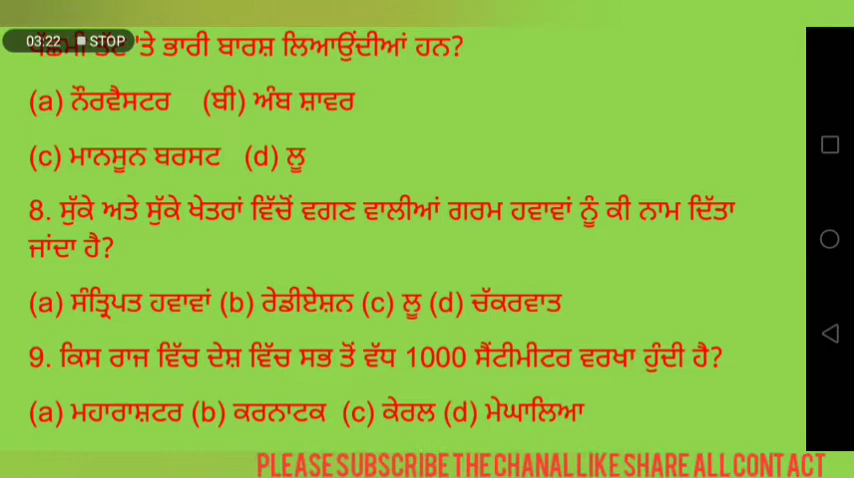 03:22 STOP 'ਤੇ ਭਾਰੀ ਬਾਰਸ਼ ਲਿਆਉਂਦੀਆਂ ਹਨ?
(a) ਨੌਰਵੈਸਟਰ (ਬੀ) ਅੰਬ ਸ਼ਾਵਰ
(c) ਮਾਨਸੂਨ ਬਰਸਟ (d) ਲੂ
8. ਸੁੱਕੇ ਅਤੇ ਸੁੱਕੇ ਖੇਤਰਾਂ ਵਿੱਚੋਂ ਵਗਣ ਵਾਲੀਆਂ ਗਰਮ ਹਵਾਵਾਂ ਨੂੰ ਕੀ ਨਾਮ ਦਿੱਤਾ
ਜਾਂਦਾ ਹੈ?
(a) ਸੰਤ੍ਰਿਪਤ ਹਵਾਵਾਂ (b) ਰੇਡੀਏਸ਼ਨ (c) ਲੂ (d) ਚੱਕਰਵਾਤ
9. ਕਿਸ ਰਾਜ ਵਿੱਚ ਦੇਸ਼ ਵਿੱਚ ਸਭ ਤੋਂ ਵੱਧ 1000 ਸੈਂਟੀਮੀਟਰ ਵਰਖਾ ਹੁੰਦੀ ਹੈ?
(a) ਮਹਾਰਾਸ਼ਟਰ (b) ਕਰਨਾਟਕ (c) ਕੇਰਲ (d) ਮੇਘਾਲਿਆ
PLEASE SUBSCRIBE THE CHANAL LIKE SHARE ALL CONTACT